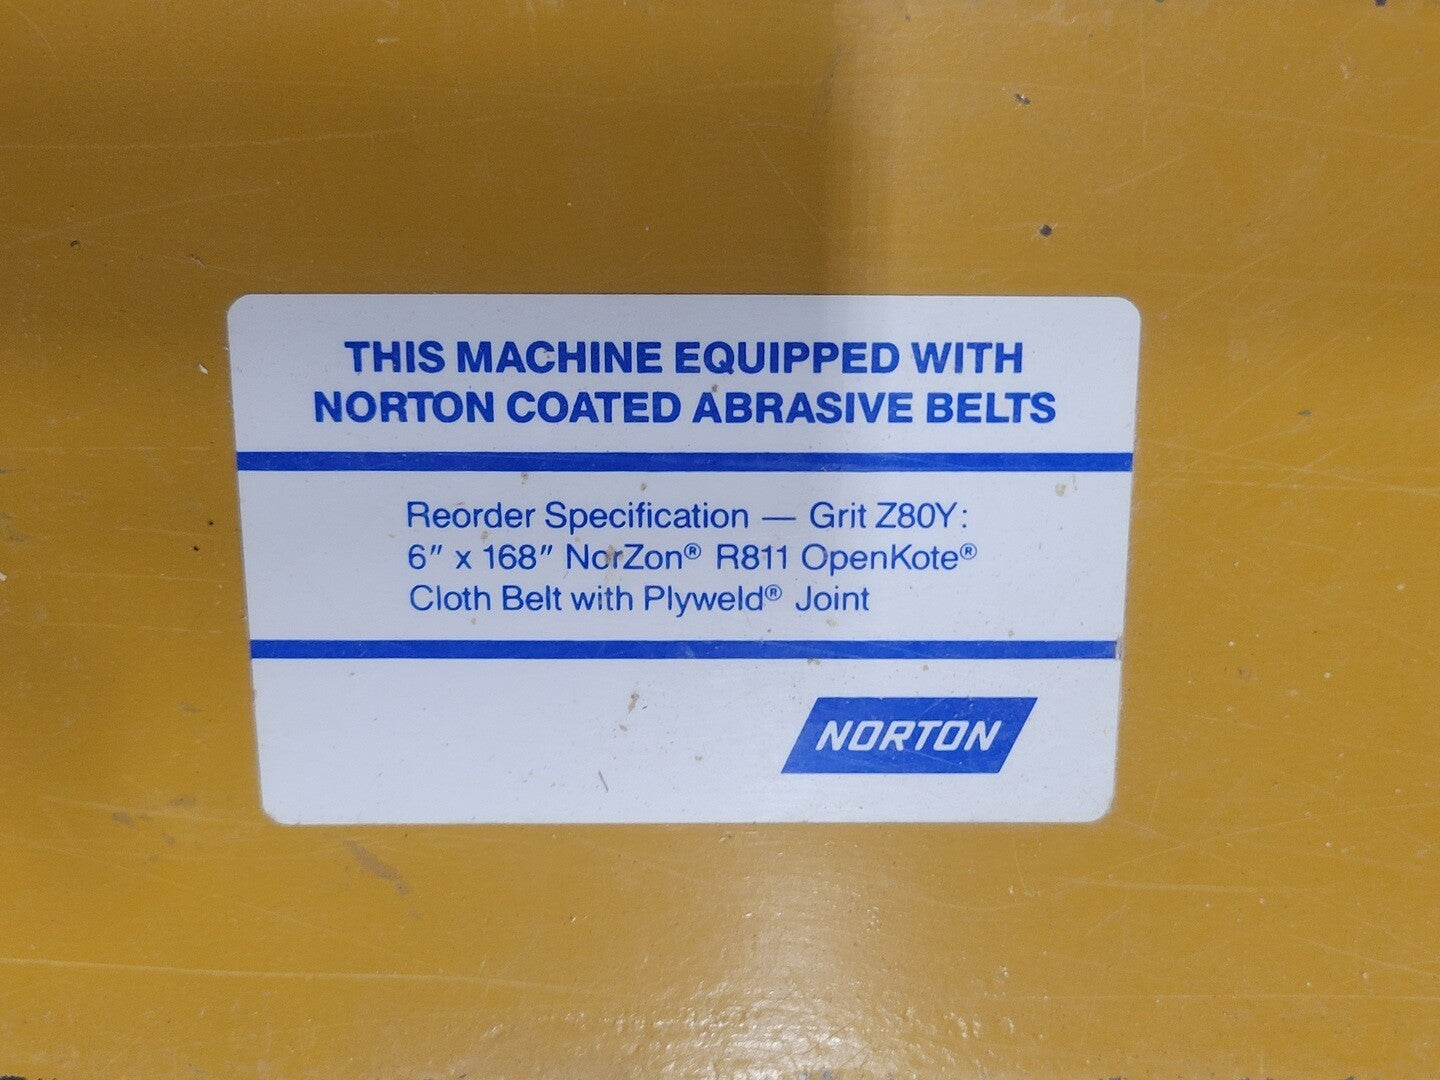 THIS MACHINE EQUIPPED WITH
NORTON COATED ABRASIVE BELTS
Reorder Specification — Grit Z80Y:
6″ x 168″ NorZon® R811 OpenKote®
Cloth Belt with Plyweld® Joint
NORTON